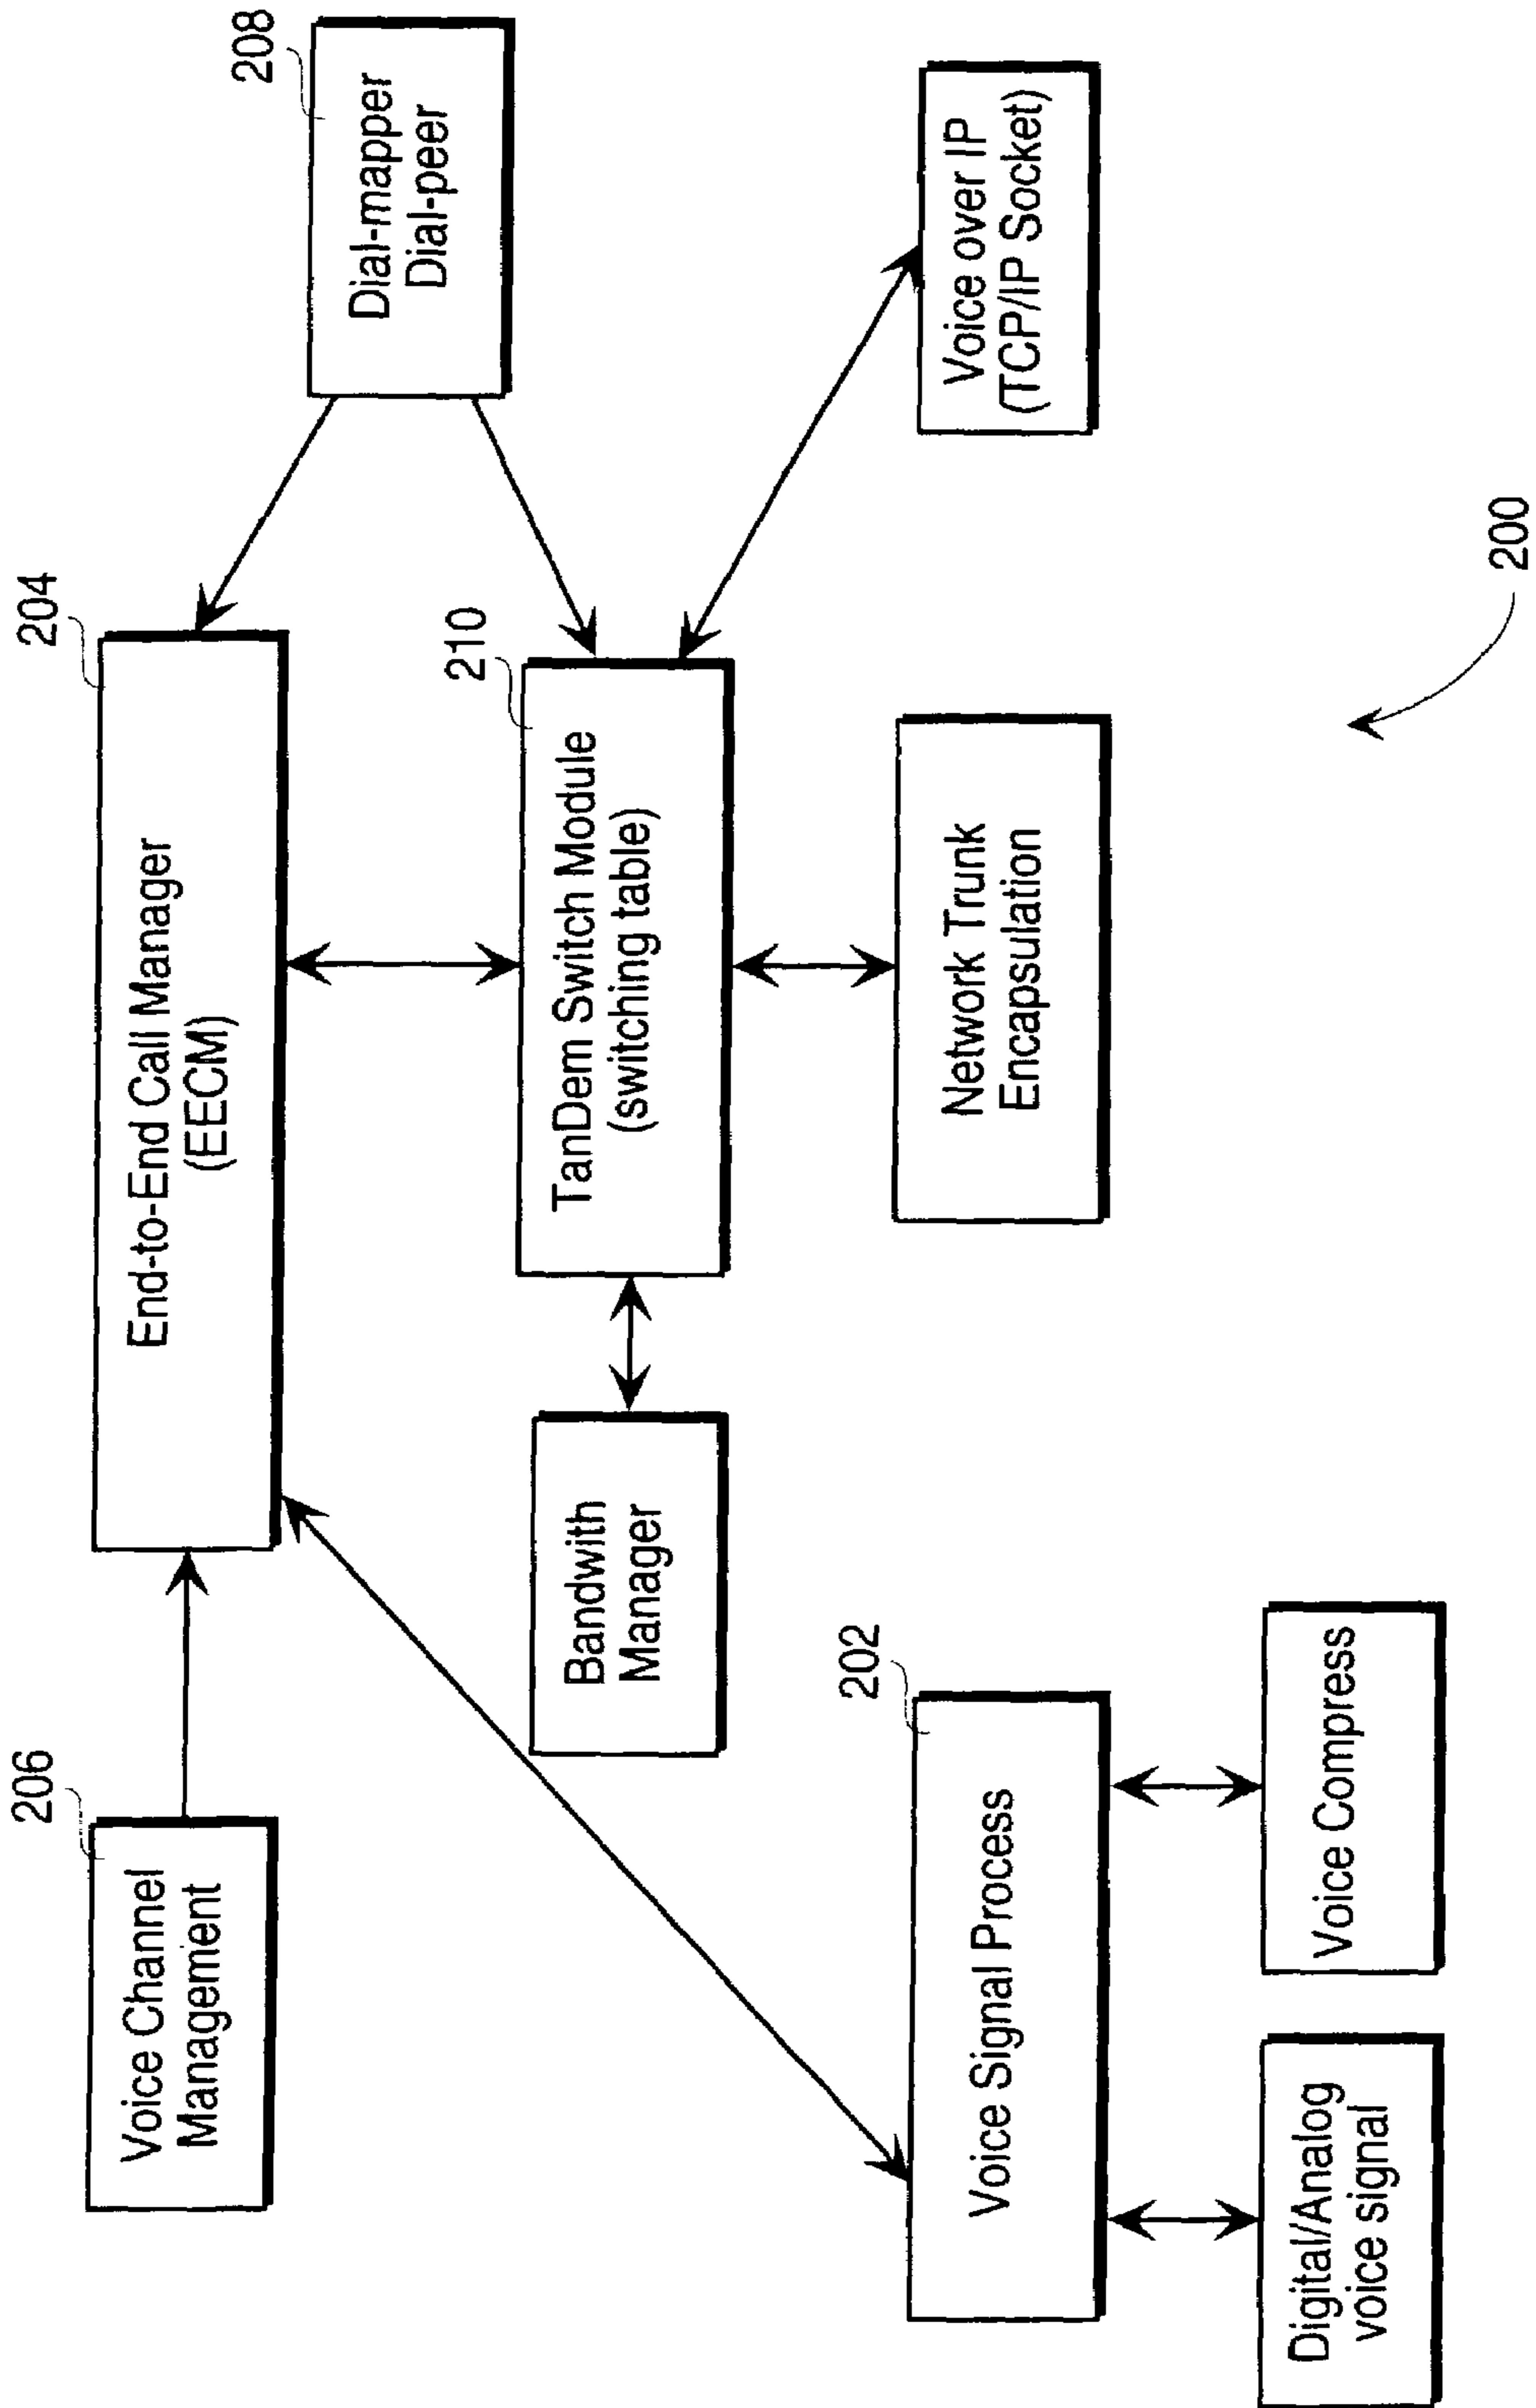 206
Voice Channel
Management
204
End-to-End Call Manager
(EECM)
208
Dial-mapper
Dial-peer
Bandwith
Manager
210
TanDem Switch Module
(switching table)
202
Voice Signal Process
Network Trunk
Encapsulation
Voice over IP
(TCP/IP Socket)
Digital/Analog
voice signal
Voice Compress
200